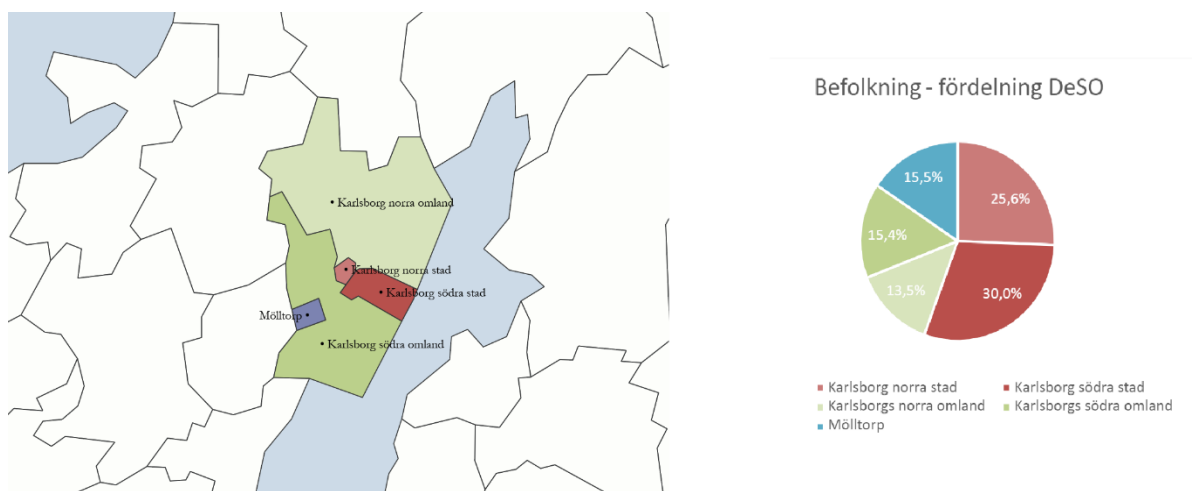 • Karlsborg norra omland
• Karlsborg norra stad
• Karlsborg södra stad
Mölltorp •
• Karlsborg södra omland
Befolkning - fördelning DeSO
15,5%
25,6%
15,4%
13,5%
30,0%
Karlsborg norra stad
Karlsborg södra stad
Karlsborgs norra omland
Karlsborgs södra omland
Mölltorp